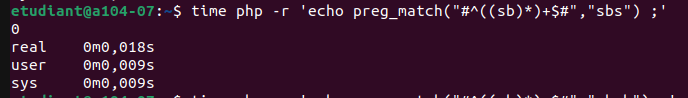 etudiant@a104-07:~$ time php -r 'echo preg_match("#^((sb)*)+$#","sbs") ;'
0
real    0m0,018s
user    0m0,009s
sys     0m0,009s